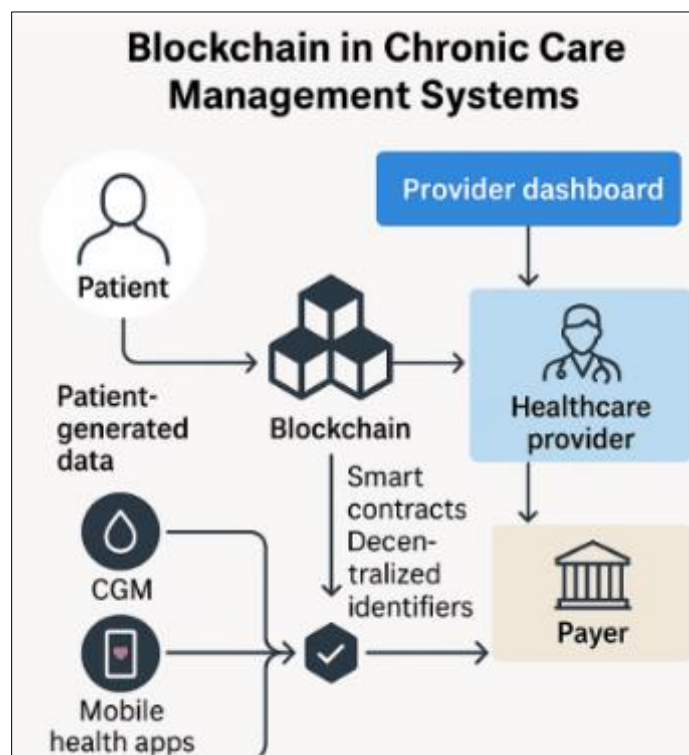 Blockchain in Chronic Care
Management Systems
Provider dashboard
Patient
Healthcare
provider
Patient-
generated
data
Blockchain
Smart
contracts
Decen-
tralized
identifiers
CGM
Payer
Mobile
health apps